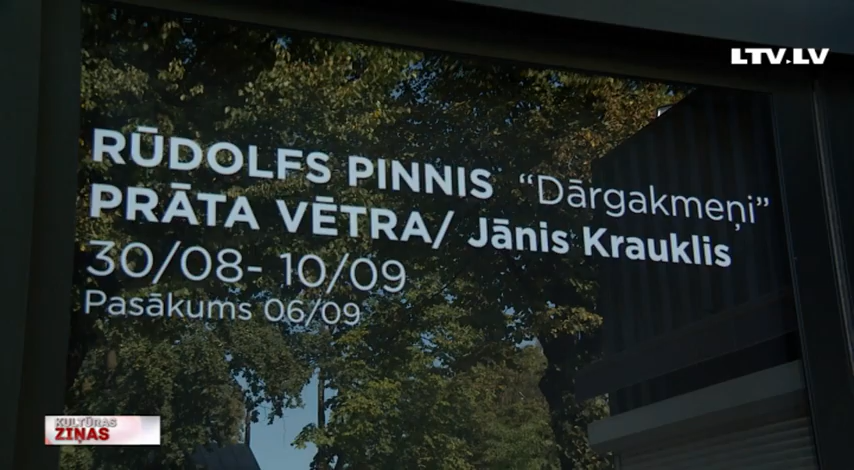 LTV.LV
RŪDOLFS PINNIS “Dārgakmeņi”
PRĀTA VĒTRA/ Jānis Krauklis
30/08- 10/09
Pasākums 06/09
KULTŪRAS
ZIŅAS